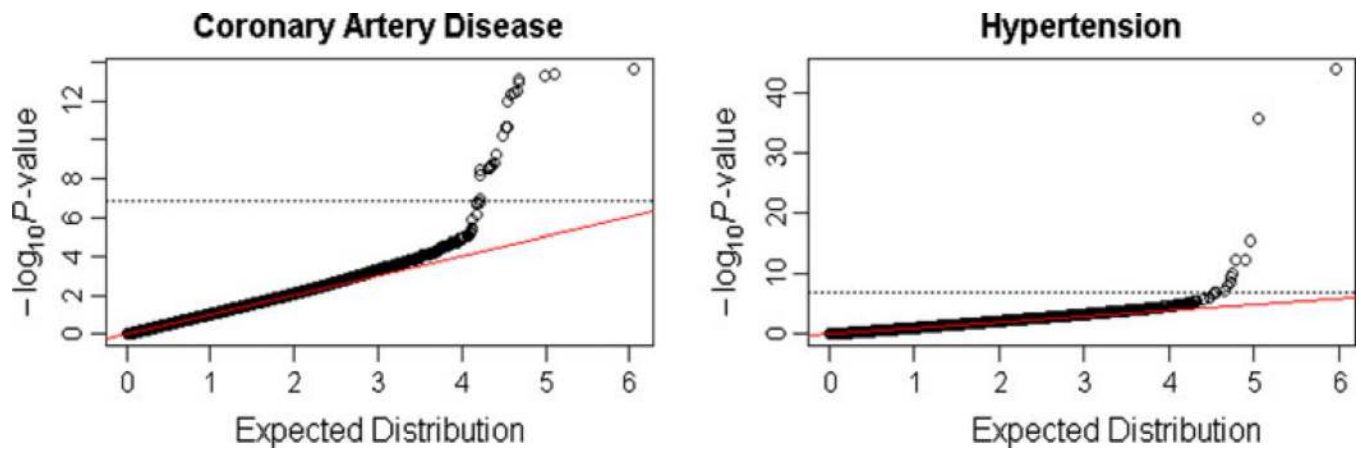 Coronary Artery Disease
−log10P-value
12
8
6
4
2
0
0 1 2 3 4 5 6
Expected Distribution
Hypertension
−log10P-value
40
30
20
10
0
0 1 2 3 4 5 6
Expected Distribution